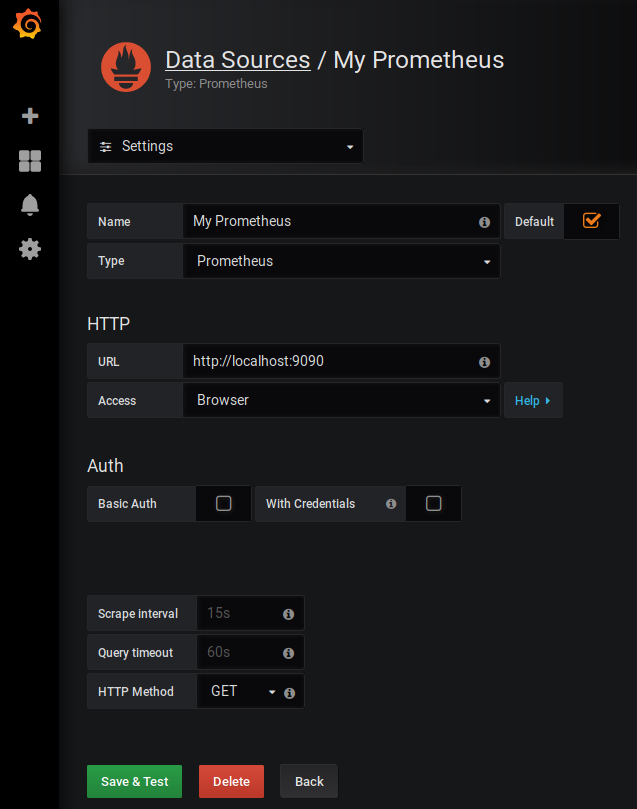 Data Sources / My Prometheus
Type: Prometheus
Settings
Name My Prometheus Default
Type Prometheus
HTTP
URL http://localhost:9090
Access Browser Help
Auth
Basic Auth With Credentials
Scrape interval 15s
Query timeout 60s
HTTP Method GET
Save & Test Delete Back